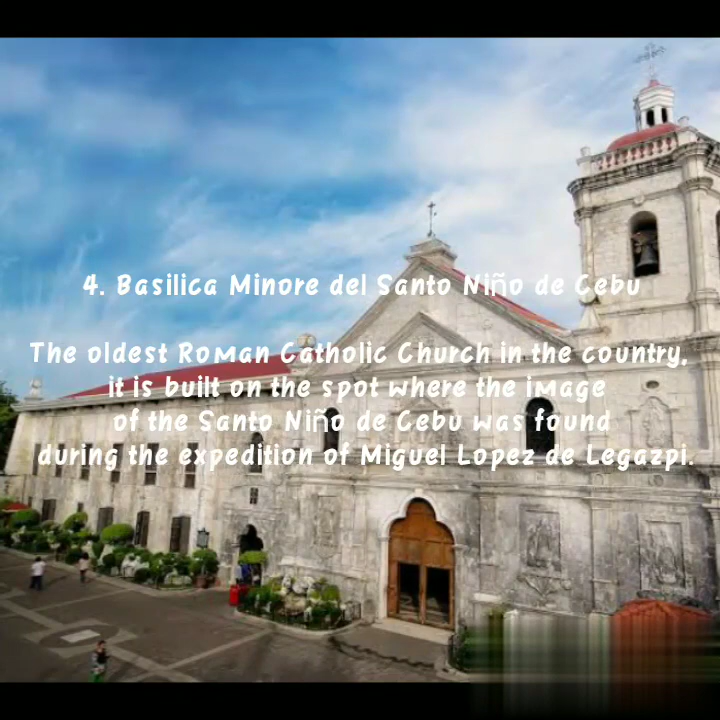 4. Basilica Minore del Santo Niño de Cebu
The oldest Roman Catholic Church in the country,
it is built on the spot where the image
of the Santo Niño de Cebu was found
during the expedition of Miguel Lopez de Legazpi.